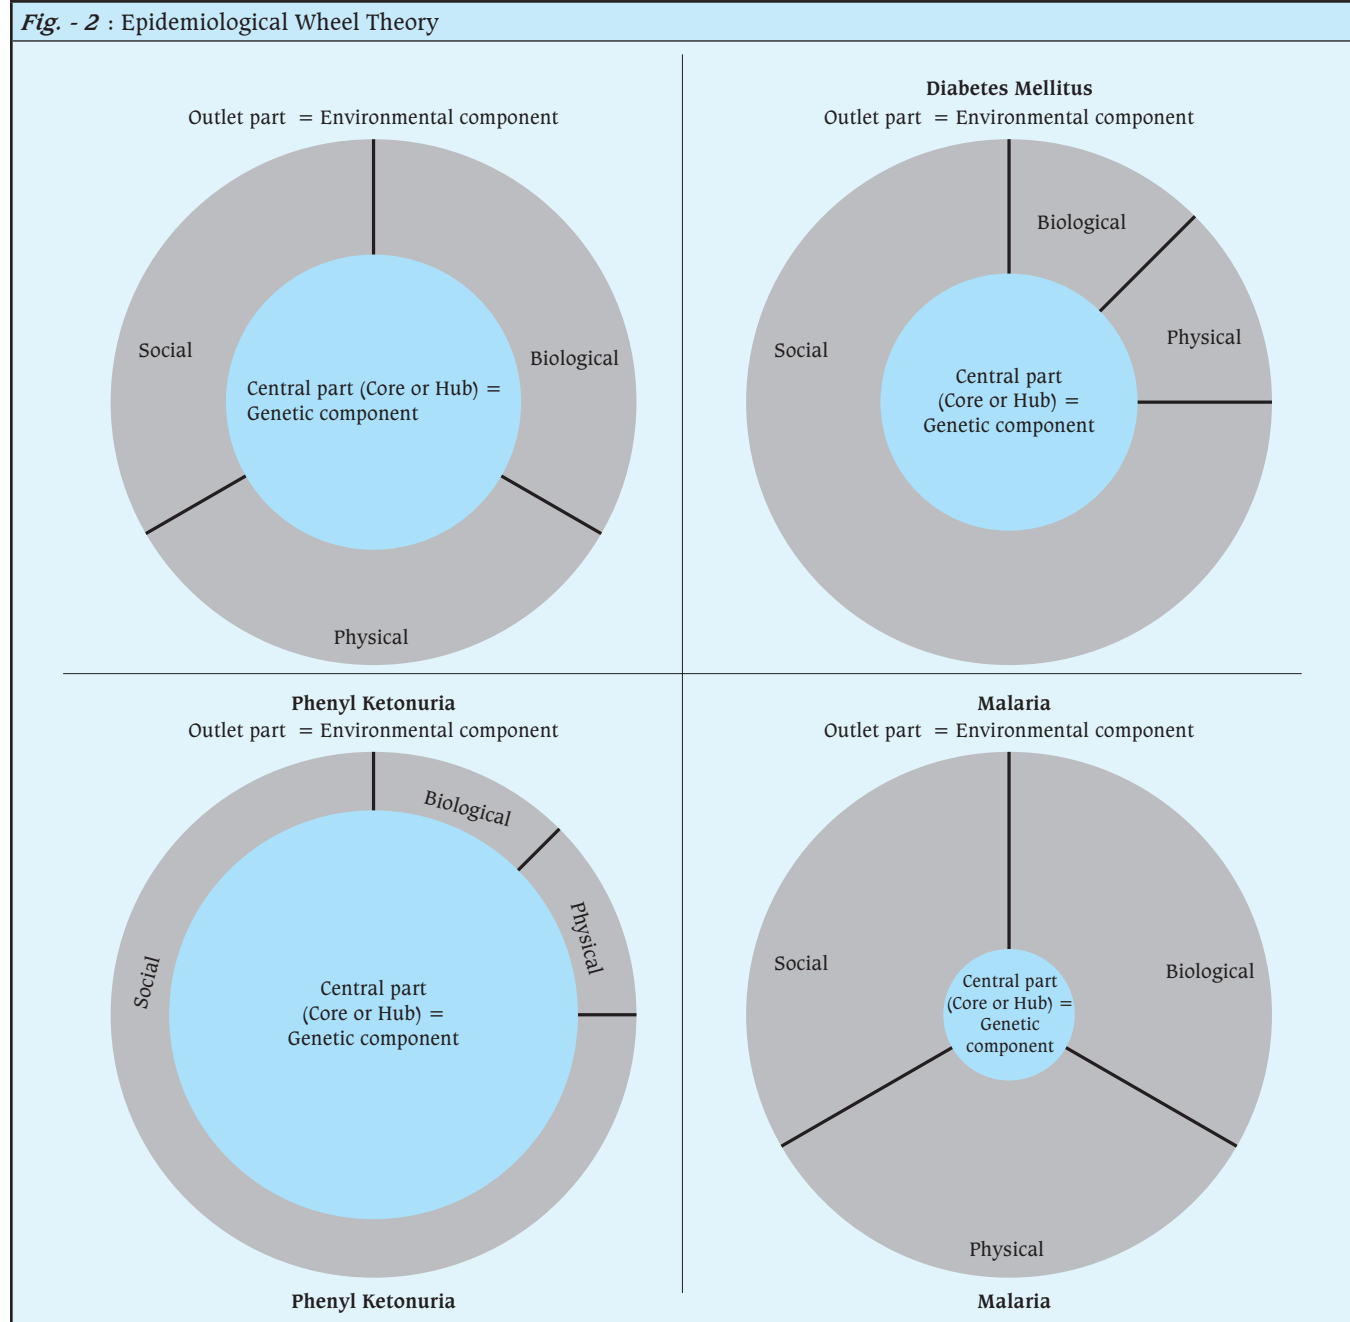 Fig. - 2 : Epidemiological Wheel Theory
Outlet part = Environmental component
Social
Biological
Central part (Core or Hub) =
Genetic component
Physical
Diabetes Mellitus
Outlet part = Environmental component
Biological
Physical
Social
Central part
(Core or Hub) =
Genetic component
Phenyl Ketonuria
Outlet part = Environmental component
Biological
Physical
Social
Central part
(Core or Hub) =
Genetic component
Phenyl Ketonuria
Malaria
Outlet part = Environmental component
Social
Biological
Central part
(Core or Hub) =
Genetic
component
Physical
Malaria